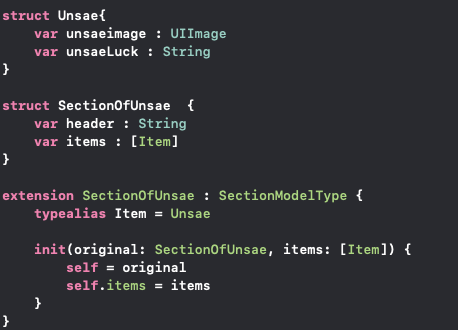 struct Unsae{
    var unsaeimage : UIImage
    var unsaeLuck : String
}

struct SectionOfUnsae  {
    var header : String
    var items : [Item]
}

extension SectionOfUnsae : SectionModelType {
    typealias Item = Unsae

    init(original: SectionOfUnsae, items: [Item]) {
        self = original
        self.items = items
    }
}